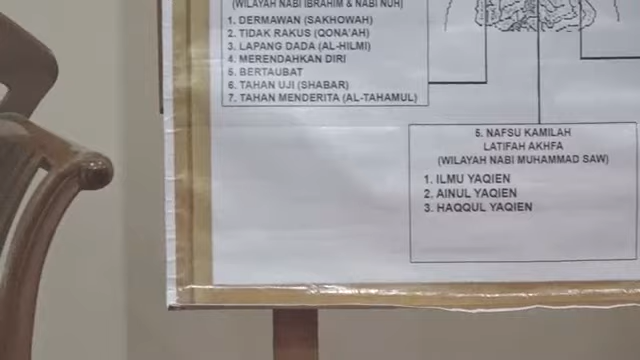 (WILAYAH NABI IBRAHIM & NABI NUH)
1. DERMAWAN (SAKHOWAH)
2. TIDAK RAKUS (QONA'AH)
3. LAPANG DADA (AL-HILMI)
4. MERENDAHKAN DIRI
5. BERTAUBAT
6. TAHAN UJI (SHABAR)
7. TAHAN MENDERITA (AL-TAHAMUL)
5. NAFSU KAMILAH
LATIFAH AKHFA
(WILAYAH NABI MUHAMMAD SAW)
1. ILMU YAQIEN
2. AINUL YAQIEN
3. HAQQUL YAQIEN